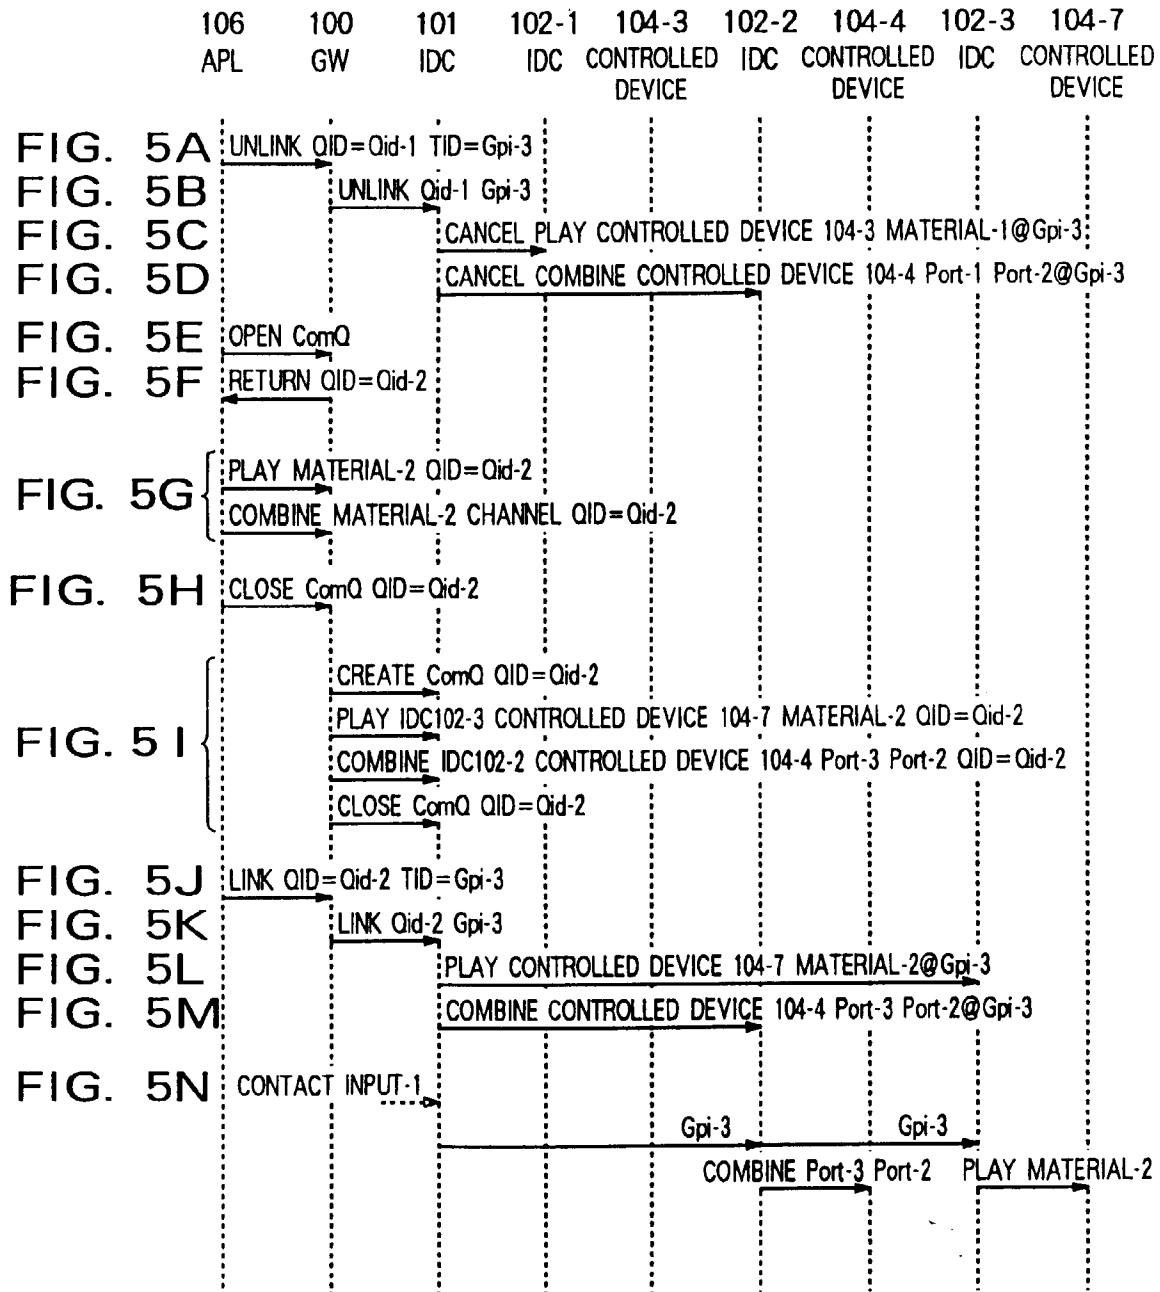 106 100 101 102-1 104-3 102-2 104-4 102-3 104-7
APL GW IDC IDC CONTROLLED DEVICE IDC CONTROLLED DEVICE IDC CONTROLLED DEVICE
FIG. 5A UNLINK QID=Qid-1 TID=Gpi-3
FIG. 5B UNLINK Qid-1 Gpi-3
FIG. 5C CANCEL PLAY CONTROLLED DEVICE 104-3 MATERIAL-1@Gpi-3
FIG. 5D CANCEL COMBINE CONTROLLED DEVICE 104-4 Port-1 Port-2@Gpi-3
FIG. 5E OPEN ComQ
FIG. 5F RETURN QID=Qid-2
FIG. 5G
PLAY MATERIAL-2 QID=Qid-2
COMBINE MATERIAL-2 CHANNEL QID=Qid-2
FIG. 5H CLOSE ComQ QID=Qid-2
FIG. 5 I
CREATE ComQ QID=Qid-2
PLAY IDC102-3 CONTROLLED DEVICE 104-7 MATERIAL-2 QID=Qid-2
COMBINE IDC102-2 CONTROLLED DEVICE 104-4 Port-3 Port-2 QID=Qid-2
CLOSE ComQ QID=Qid-2
FIG. 5J LINK QID=Qid-2 TID=Gpi-3
FIG. 5K LINK Qid-2 Gpi-3
FIG. 5L PLAY CONTROLLED DEVICE 104-7 MATERIAL-2@Gpi-3
FIG. 5M COMBINE CONTROLLED DEVICE 104-4 Port-3 Port-2@Gpi-3
FIG. 5N CONTACT INPUT-1
Gpi-3 Gpi-3
COMBINE Port-3 Port-2 PLAY MATERIAL-2